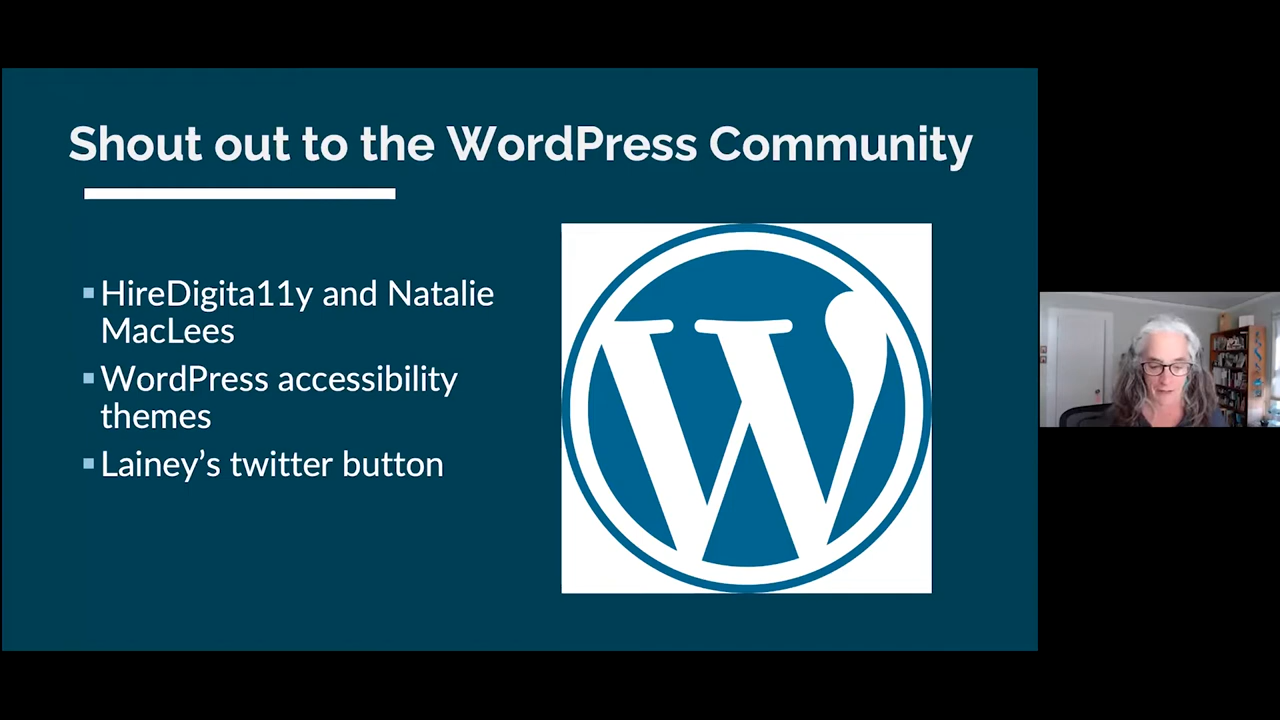 Shout out to the WordPress Community
HireDigita11y and Natalie
MacLees
WordPress accessibility
themes
Lainey’s twitter button